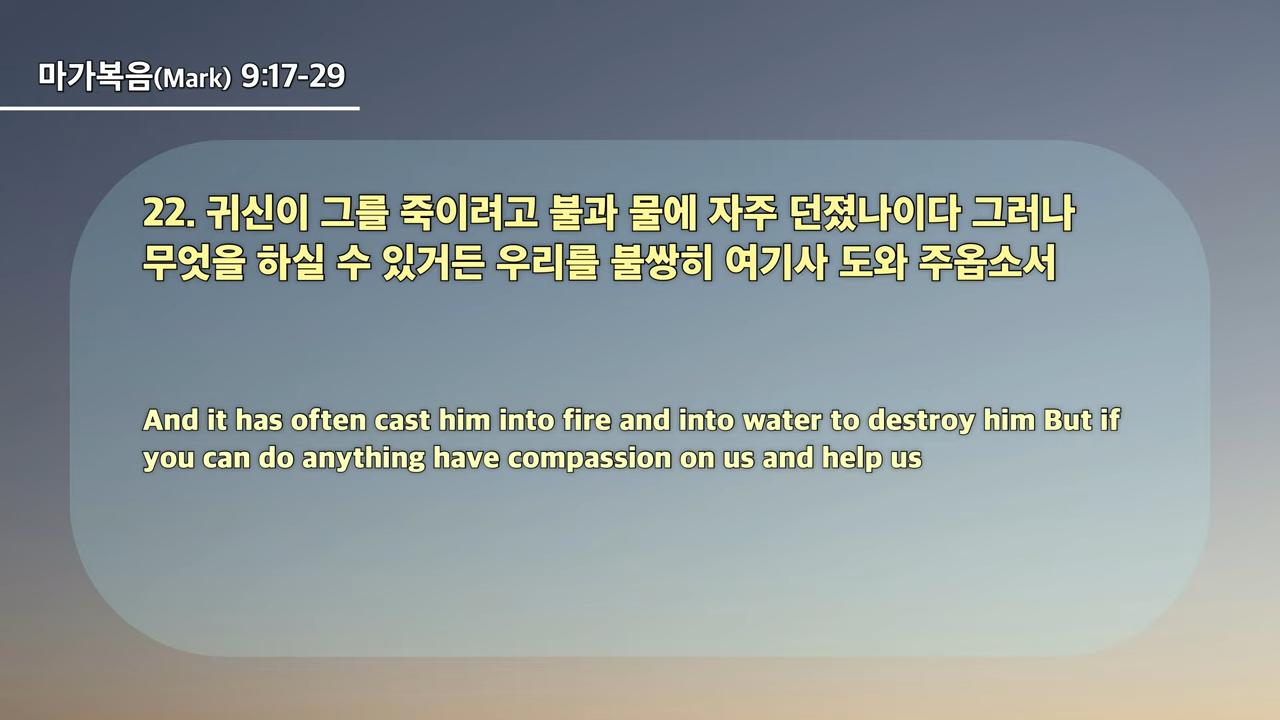 마가복음(Mark) 9:17-29
22. 귀신이 그를 죽이려고 불과 물에 자주 던졌나이다 그러나
무엇을 하실 수 있거든 우리를 불쌍히 여기사 도와 주옵소서
And it has often cast him into fire and into water to destroy him But if
you can do anything have compassion on us and help us